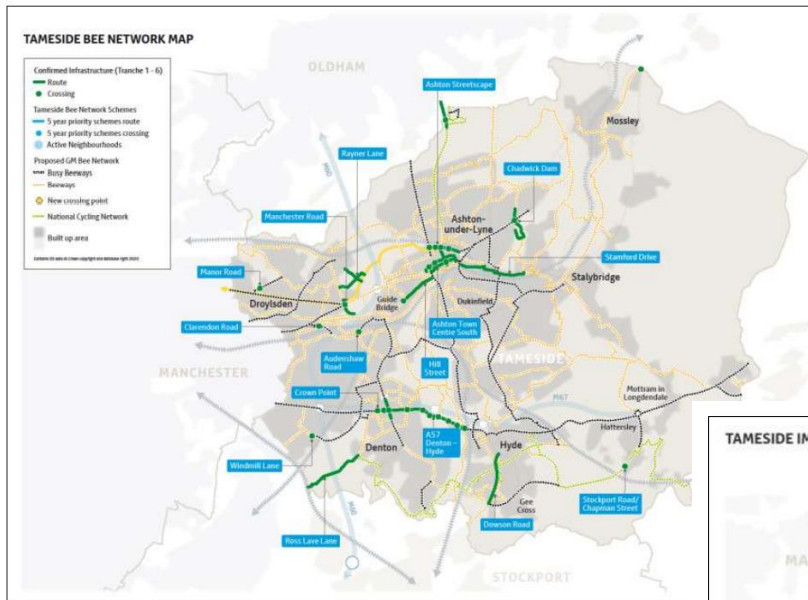 TAMESIDE BEE NETWORK MAP
Confirmed Infrastructure (Tranche 1 - 6)
Route
Crossing
Tameside Bee Network Schemes
5 year priority schemes route
5 year priority schemes crossing
Active Neighbourhoods
Proposed GM Bee Network
Busy Beeways
Beeways
New crossing point
National Cycling Network
Built up area
OLDHAM
Ashton Streetscape
Mossley
M60
Rayner Lane
Chadwick Dam
Manchester Road
Ashton-
under-Lyne
Stamford Drive
Manor Road
Stalybridge
Droylsden
Guide
Bridge
Dukinfield
Clarendon Road
Ashton Town
Centre South
Audenshaw
Road
Hill
Street
TAMESIDE
MANCHESTER
Crown Point
Mottram in
Longdendale
M67
Hattersley
A57
Denton –
Hyde
Denton
Hyde
Windmill Lane
Gee
Cross
Stockport Road/
Chapman Street
M60
Dowson Road
Ross Lave Lane
STOCKPORT
TAMESIDE IM
MA